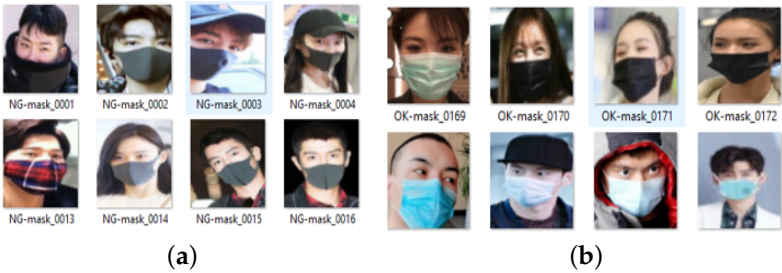 NG-mask_0001 NG-mask_0002 NG-mask_0003 NG-mask_0004 OK-mask_0169 OK-mask_0170 OK-mask_0171 OK-mask_0172
NG-mask_0013 NG-mask_0014 NG-mask_0015 NG-mask_0016
(a) (b)